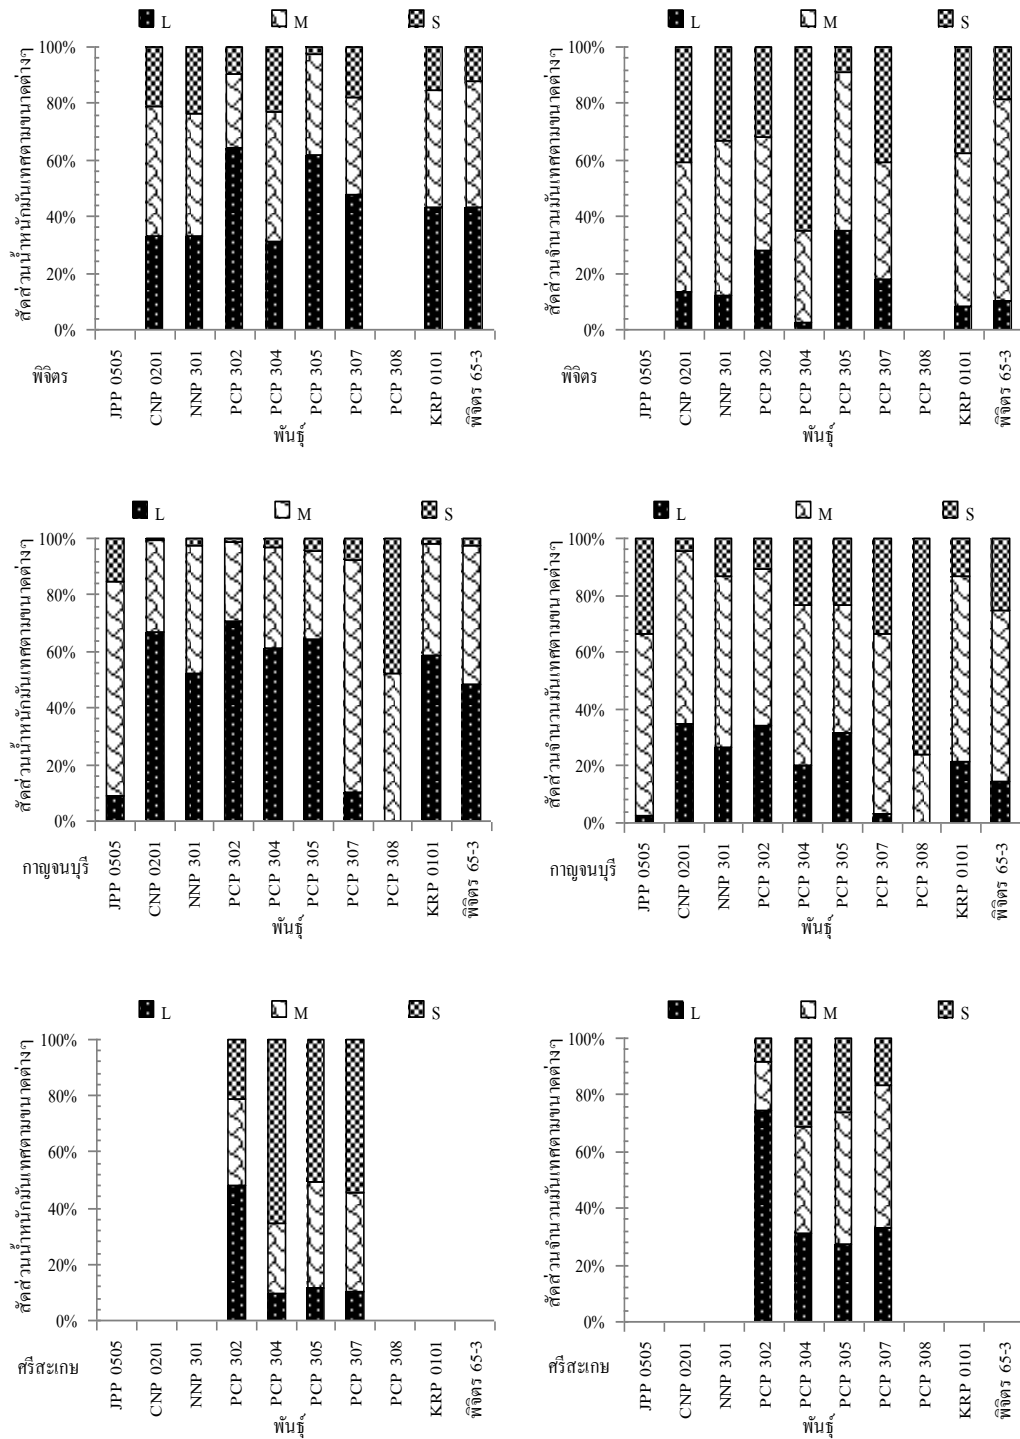 L M S
สัดส่วนน้ำหนักมันเทศตามขนาดต่างๆ
100%
80%
60%
40%
20%
0%
พิจิตร
JPP 0505
CNP 0201
NNP 301
PCP 302
PCP 304
PCP 305
PCP 307
PCP 308
KRP 0101
พิจิตร 65-3
พันธุ์
L M S
สัดส่วนจำนวนมันเทศตามขนาดต่างๆ
100%
80%
60%
40%
20%
0%
พิจิตร
JPP 0505
CNP 0201
NNP 301
PCP 302
PCP 304
PCP 305
PCP 307
PCP 308
KRP 0101
พิจิตร 65-3
พันธุ์
L M S
สัดส่วนน้ำหนักมันเทศตามขนาดต่างๆ
100%
80%
60%
40%
20%
0%
กาญจนบุรี
JPP 0505
CNP 0201
NNP 301
PCP 302
PCP 304
PCP 305
PCP 307
PCP 308
KRP 0101
พิจิตร 65-3
พันธุ์
L M S
สัดส่วนจำนวนมันเทศตามขนาดต่างๆ
100%
80%
60%
40%
20%
0%
กาญจนบุรี
JPP 0505
CNP 0201
NNP 301
PCP 302
PCP 304
PCP 305
PCP 307
PCP 308
KRP 0101
พิจิตร 65-3
พันธุ์
L M S
สัดส่วนน้ำหนักมันเทศตามขนาดต่างๆ
100%
80%
60%
40%
20%
0%
ศรีสะเกษ
JPP 0505
CNP 0201
NNP 301
PCP 302
PCP 304
PCP 305
PCP 307
PCP 308
KRP 0101
พิจิตร 65-3
พันธุ์
L M S
สัดส่วนจำนวนมันเทศตามขนาดต่างๆ
100%
80%
60%
40%
20%
0%
ศรีสะเกษ
JPP 0505
CNP 0201
NNP 301
PCP 302
PCP 304
PCP 305
PCP 307
PCP 308
KRP 0101
พิจิตร 65-3
พันธุ์